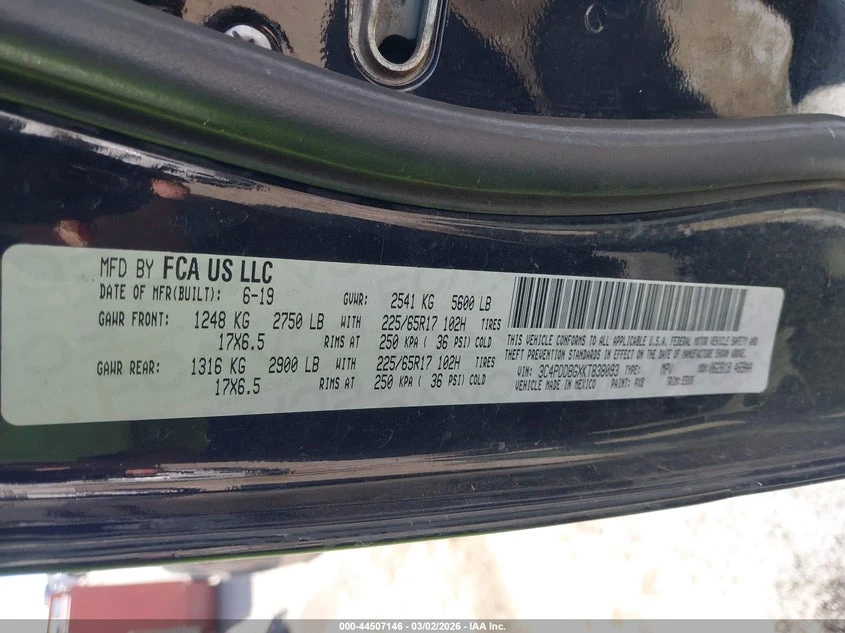 MFD BY FCA US LLC
DATE OF MFR(BUILT): 6-19 GVWR: 2541 KG 5600 LB
GAWR FRONT: 1248 KG 2750 LB WITH 225/65R17 102H TIRES
17X6.5 RIMS AT 250 KPA ( 36 PSI) COLD
GAWR REAR: 1316 KG 2900 LB WITH 225/65R17 102H TIRES
17X6.5 RIMS AT 250 KPA ( 36 PSI) COLD
THIS VEHICLE CONFORMS TO ALL APPLICABLE U.S.A. FEDERAL MOTOR VEHICLE SAFETY AND
THEFT PREVENTION STANDARDS IN EFFECT ON THE DATE OF MANUFACTURE SHOWN ABOVE.
VIN: 3C4PDDBGXKT838093 TYPE: MPV MDH:
VEHICLE MADE IN MEXICO PAINT: PX8 TRIM:
000-44507146 - 03/02/2026 - IAA Inc.